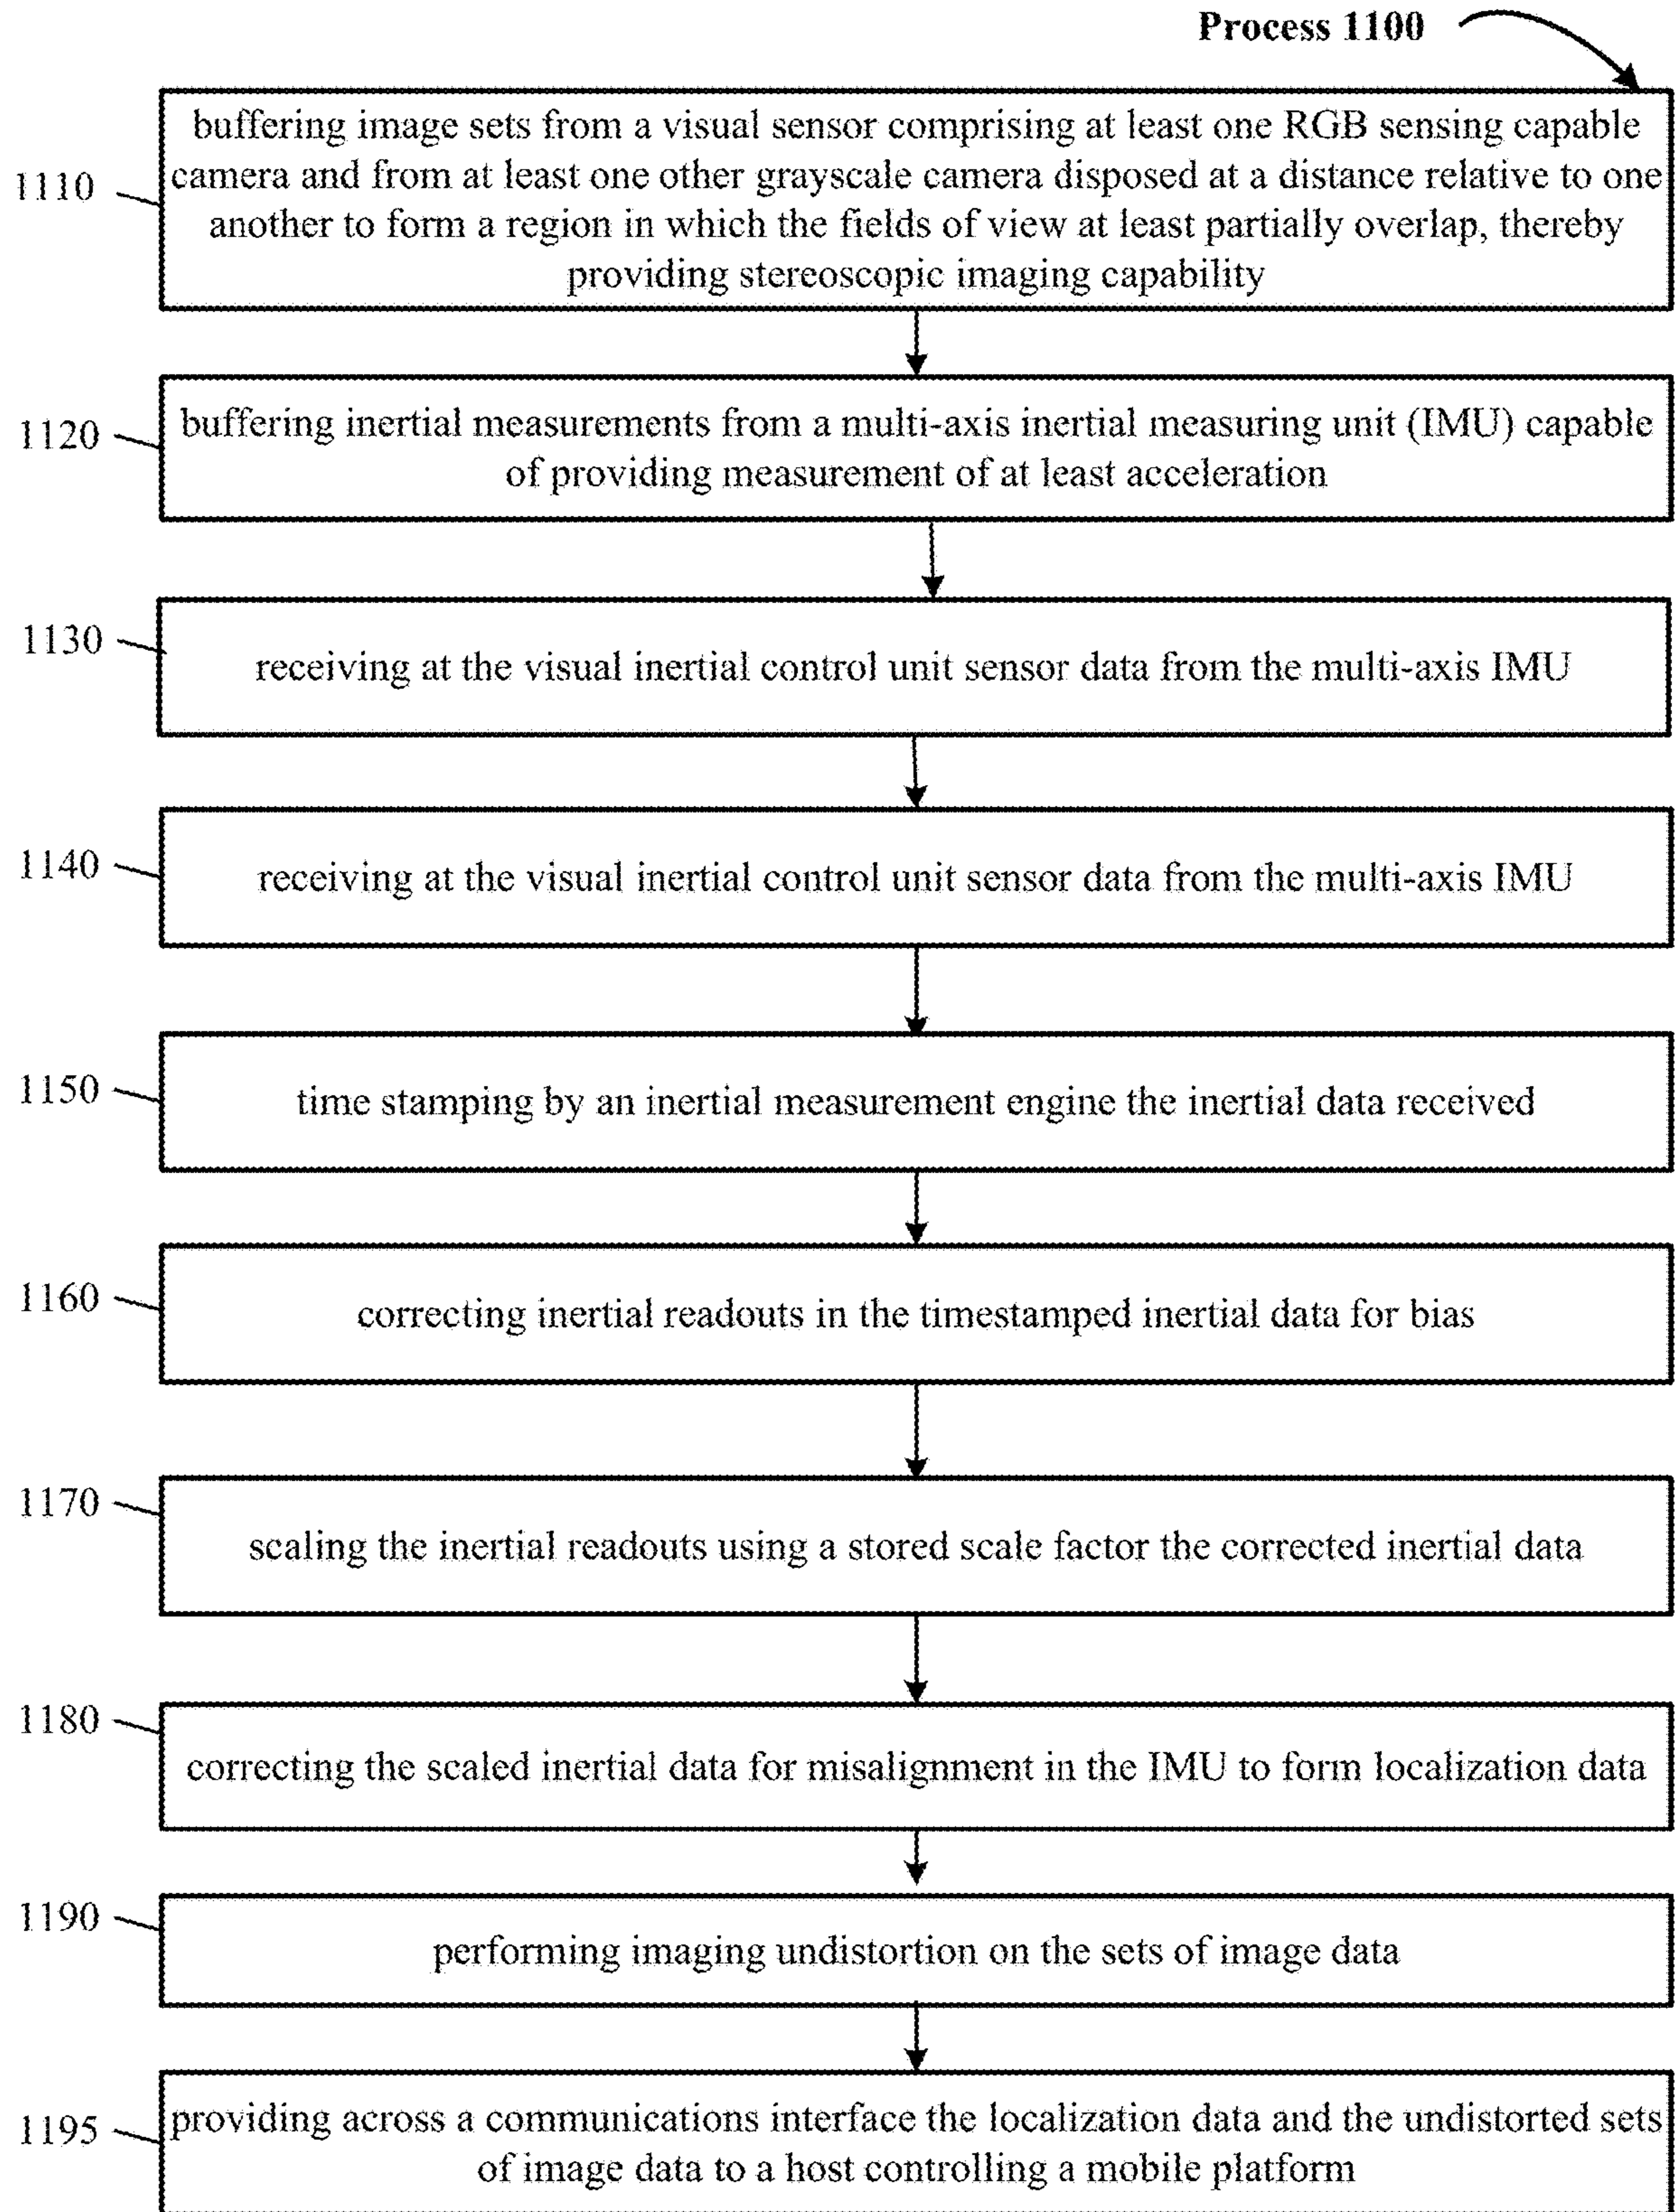 Process 1100
1110
buffering image sets from a visual sensor comprising at least one RGB sensing capable
camera and from at least one other grayscale camera disposed at a distance relative to one
another to form a region in which the fields of view at least partially overlap, thereby
providing stereoscopic imaging capability
1120
buffering inertial measurements from a multi-axis inertial measuring unit (IMU) capable
of providing measurement of at least acceleration
1130
receiving at the visual inertial control unit sensor data from the multi-axis IMU
1140
receiving at the visual inertial control unit sensor data from the multi-axis IMU
1150
time stamping by an inertial measurement engine the inertial data received
1160
correcting inertial readouts in the timestamped inertial data for bias
1170
scaling the inertial readouts using a stored scale factor the corrected inertial data
1180
correcting the scaled inertial data for misalignment in the IMU to form localization data
1190
performing imaging undistortion on the sets of image data
1195
providing across a communications interface the localization data and the undistorted sets
of image data to a host controlling a mobile platform